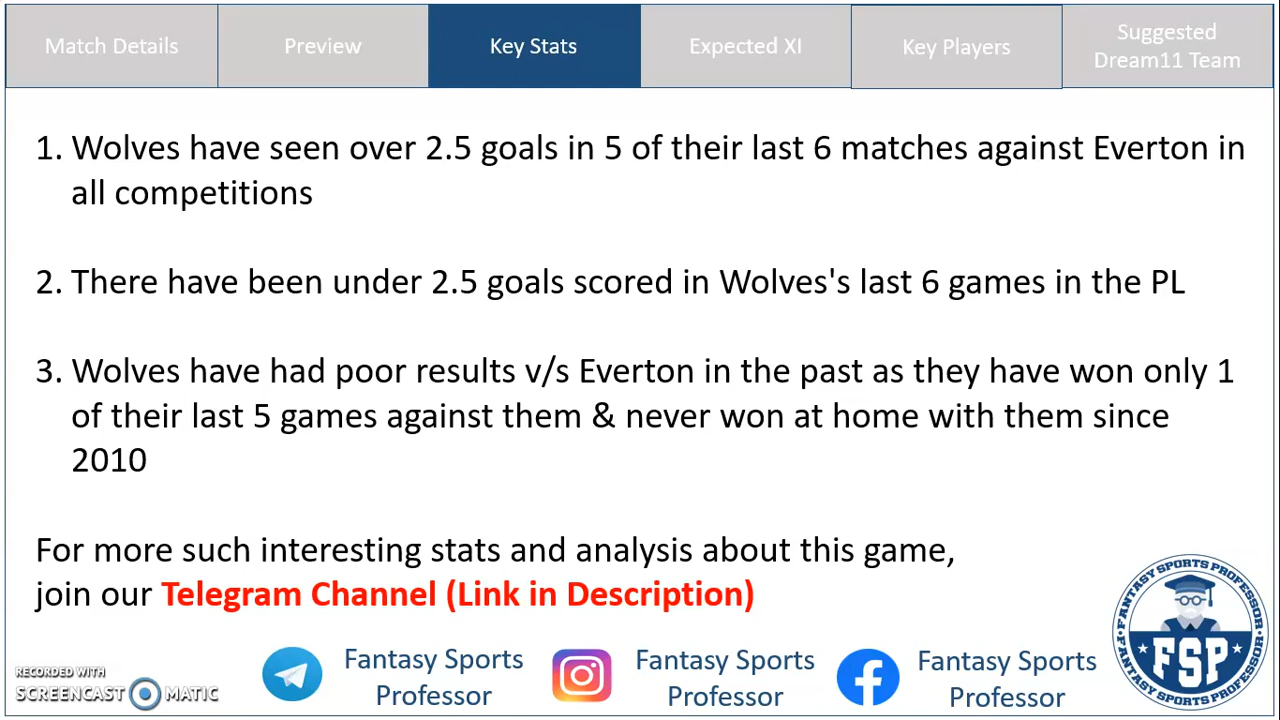 Match Details
Preview
Key Stats
Expected XI
Key Players
Suggested
Dream11 Team
1. Wolves have seen over 2.5 goals in 5 of their last 6 matches against Everton in
all competitions
2. There have been under 2.5 goals scored in Wolves's last 6 games in the PL
3. Wolves have had poor results v/s Everton in the past as they have won only 1
of their last 5 games against them & never won at home with them since
2010
For more such interesting stats and analysis about this game,
join our Telegram Channel (Link in Description)
RECORDED WITH
SCREENCAST MATIC
Fantasy Sports
Professor
Fantasy Sports
Professor
Fantasy Sports
Professor
FANTASY SPORTS PROFESSOR
FSP
FANTASY SPORTS PROFESSOR